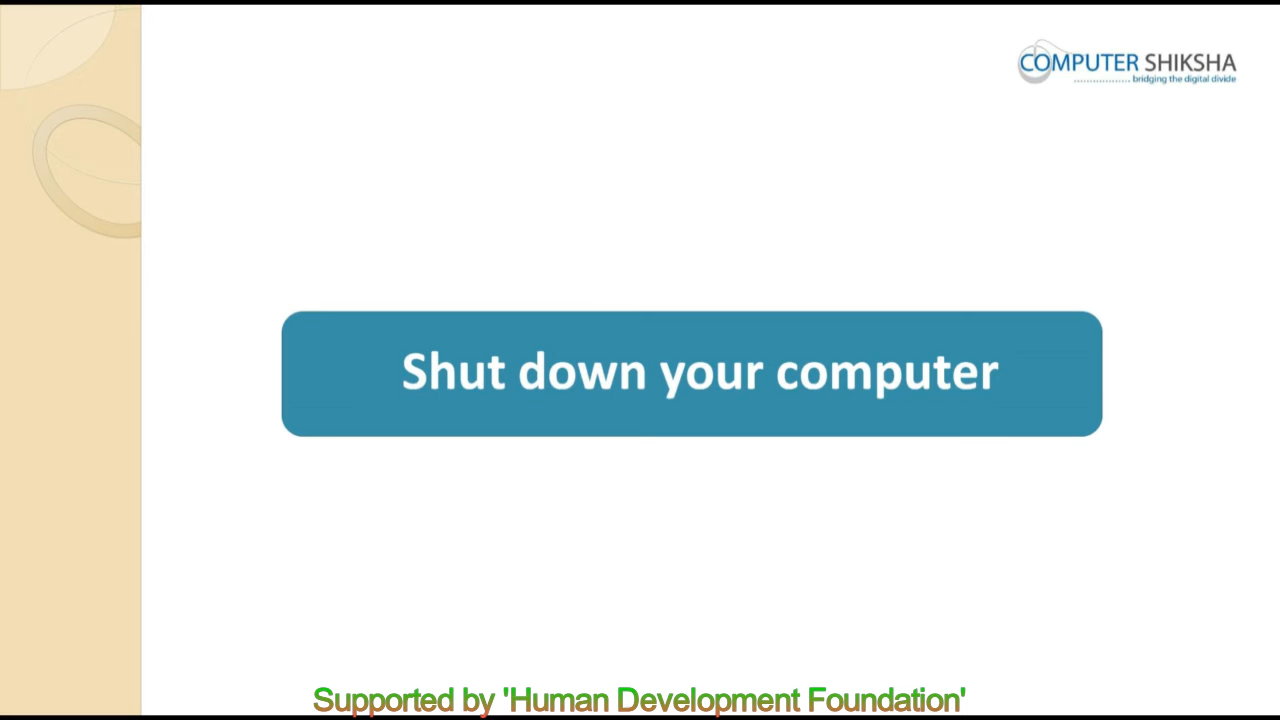 COMPUTER SHIKSHA
bridging the digital divide
Shut down your computer
Supported by 'Human Development Foundation'